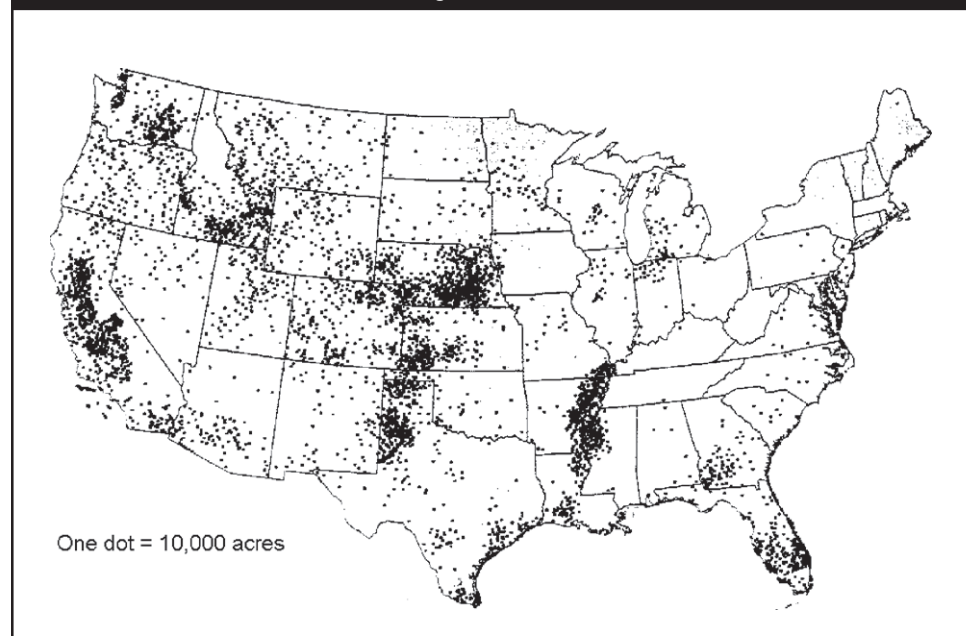 One dot = 10,000 acres